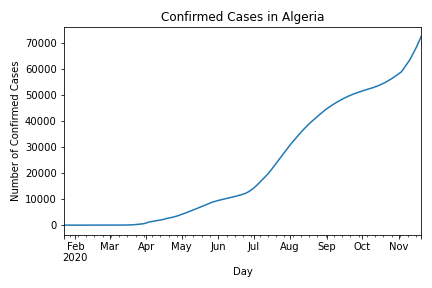 Confirmed Cases in Algeria
70000
60000
50000
40000
30000
20000
10000
0
Number of Confirmed Cases
Feb Mar Apr May Jun Jul Aug Sep Oct Nov
2020
Day